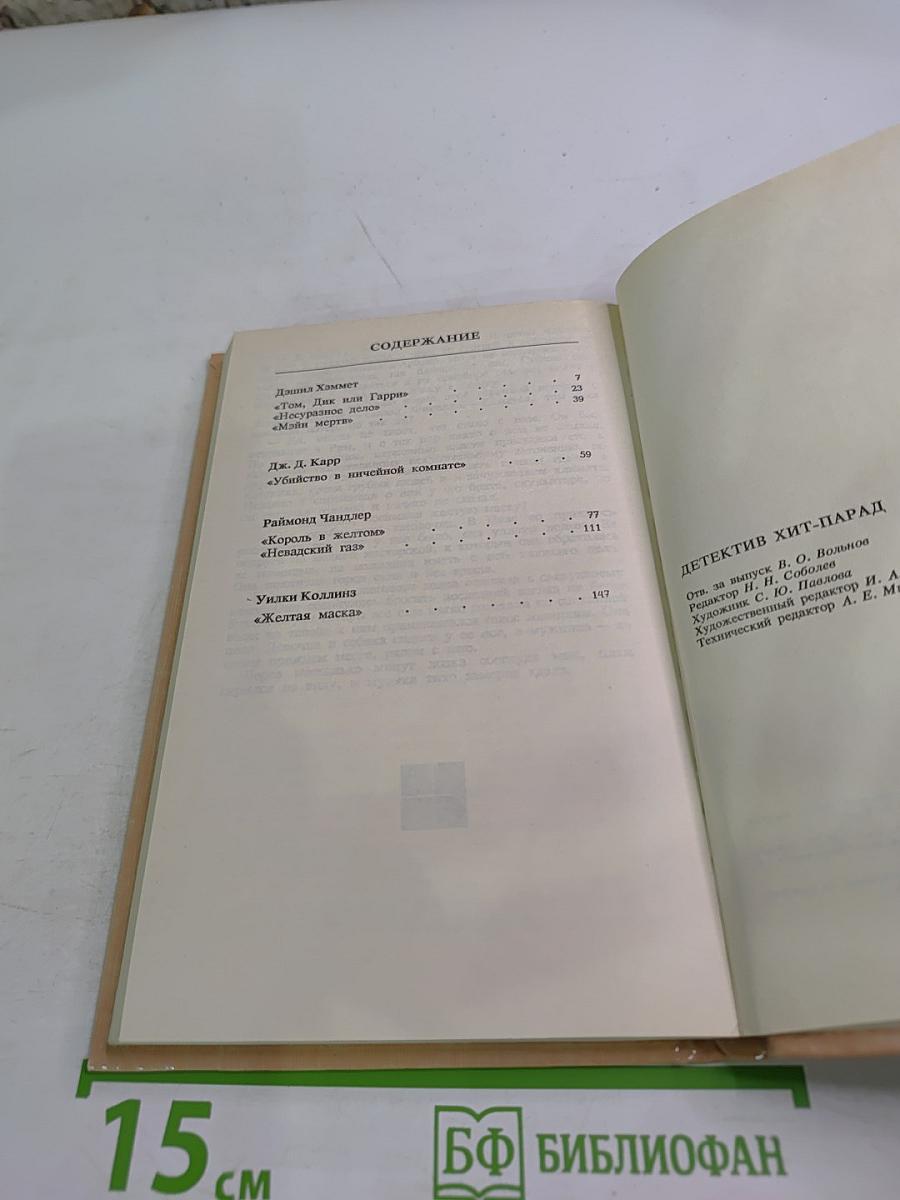 СОДЕРЖАНИЕ
Дэшил Хэммет
«Том, Дик или Гарри» . . . . . . 7
«Несуразное дело» . . . . . . . 23
«Мэйн мертв» . . . . . . . . 39
Дж. Д. Карр
«Убийство в ничейной комнате» . . . 59
Раймонд Чандлер
«Король в желтом» . . . . . . 77
«Невадский газ» . . . . . . . 111
Уилки Коллинз
«Желтая маска» . . . . . . . 147
ДЕТЕКТИВ ХИТ-ПАРАД
Отв. за выпуск В. О. Вольнов
Редактор Н. Н. Соболев
Художник С. Ю. Павлова
Художественный редактор И. А.
Технический редактор А. Е.
15 см
БФ БИБЛИОФАН